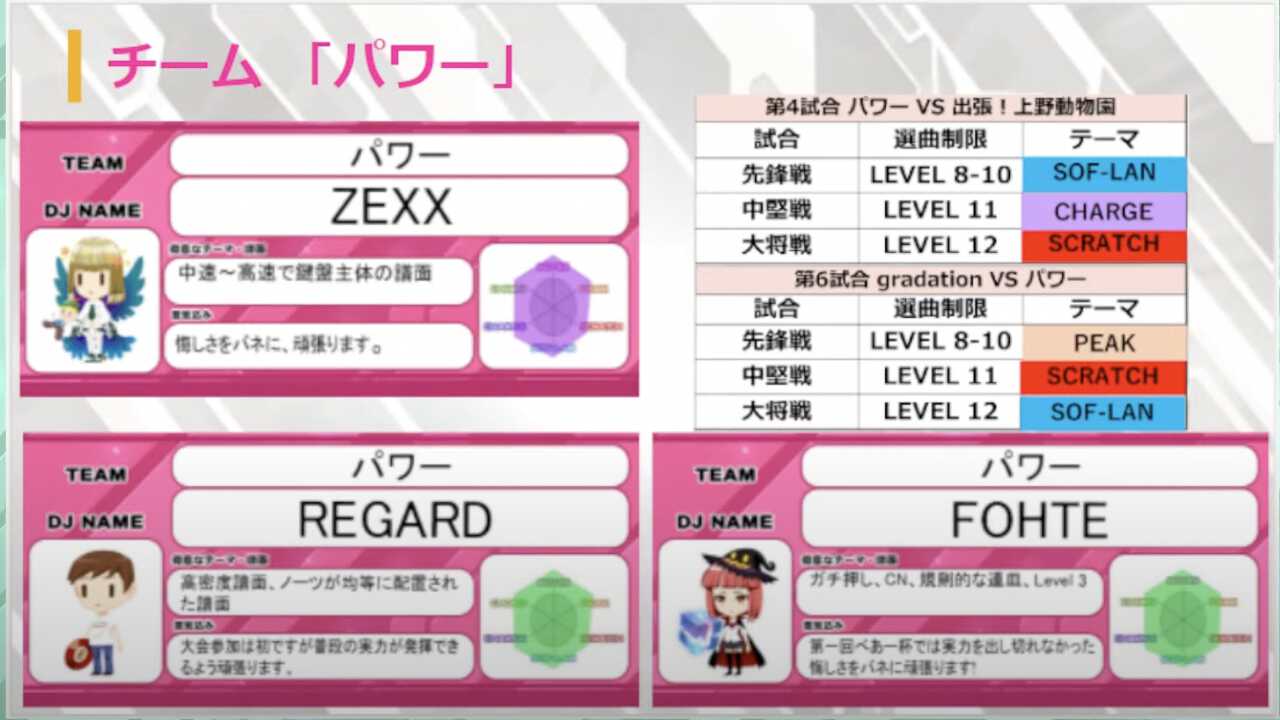 チーム 「パワー」
TEAM
パワー
DJ NAME
ZEXX
中速～高速で鍵盤主体の譜面
悔しさをバネに、頑張ります。
第4試合 パワー VS 出張！上野動物園
試合 選曲制限 テーマ
先鋒戦 LEVEL 8-10 SOF-LAN
中堅戦 LEVEL 11 CHARGE
大将戦 LEVEL 12 SCRATCH
第6試合 gradation VS パワー
試合 選曲制限 テーマ
先鋒戦 LEVEL 8-10 PEAK
中堅戦 LEVEL 11 SCRATCH
大将戦 LEVEL 12 SOF-LAN
TEAM
パワー
DJ NAME
REGARD
高密度譜面、ノーツが均等に配置され
た譜面
大会参加は初ですが普段の実力が発揮でき
るよう頑張ります。
TEAM
パワー
DJ NAME
FOHTE
ガチ押し、CN、規則的な連皿、Level 3
第一回べあー杯では実力を出し切れなかった
悔しさをバネに頑張ります!